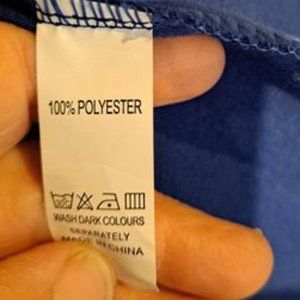 100% POLYESTER
WASH DARK COLOURS
SEPARATELY
MADE IN CHINA